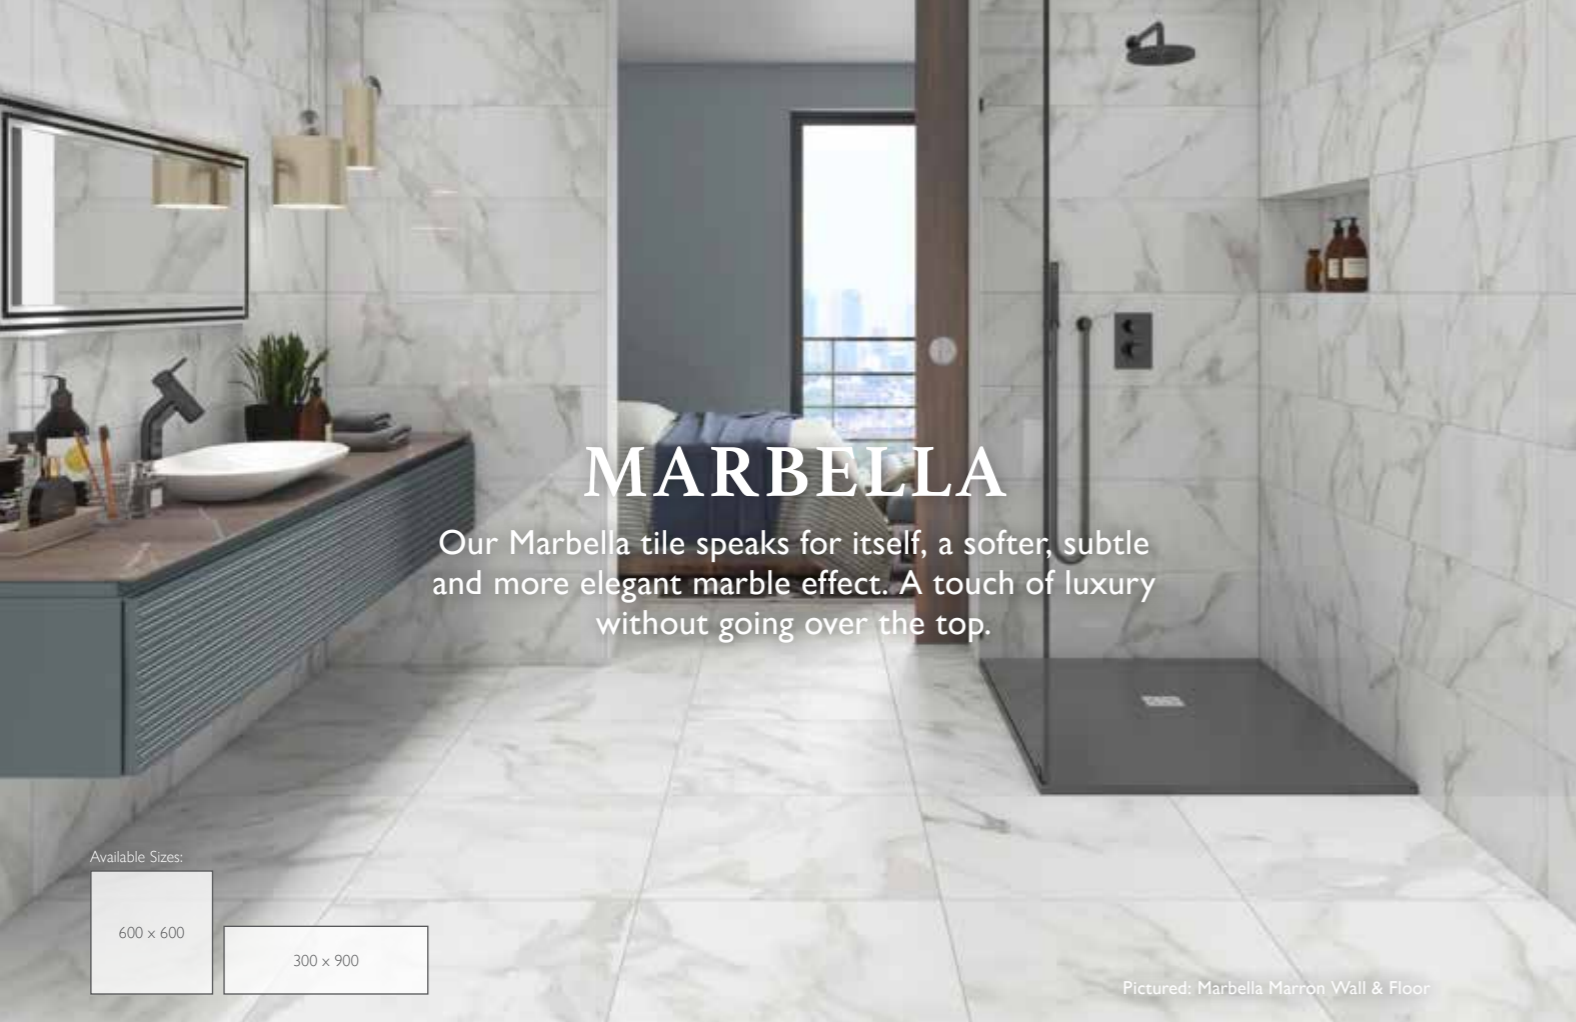 MARBELLA
Our Marbella tile speaks for itself, a softer, subtle
and more elegant marble effect. A touch of luxury
without going over the top.
Available Sizes:
600 x 600
300 x 900
Pictured: Marbella Marron Wall & Floor